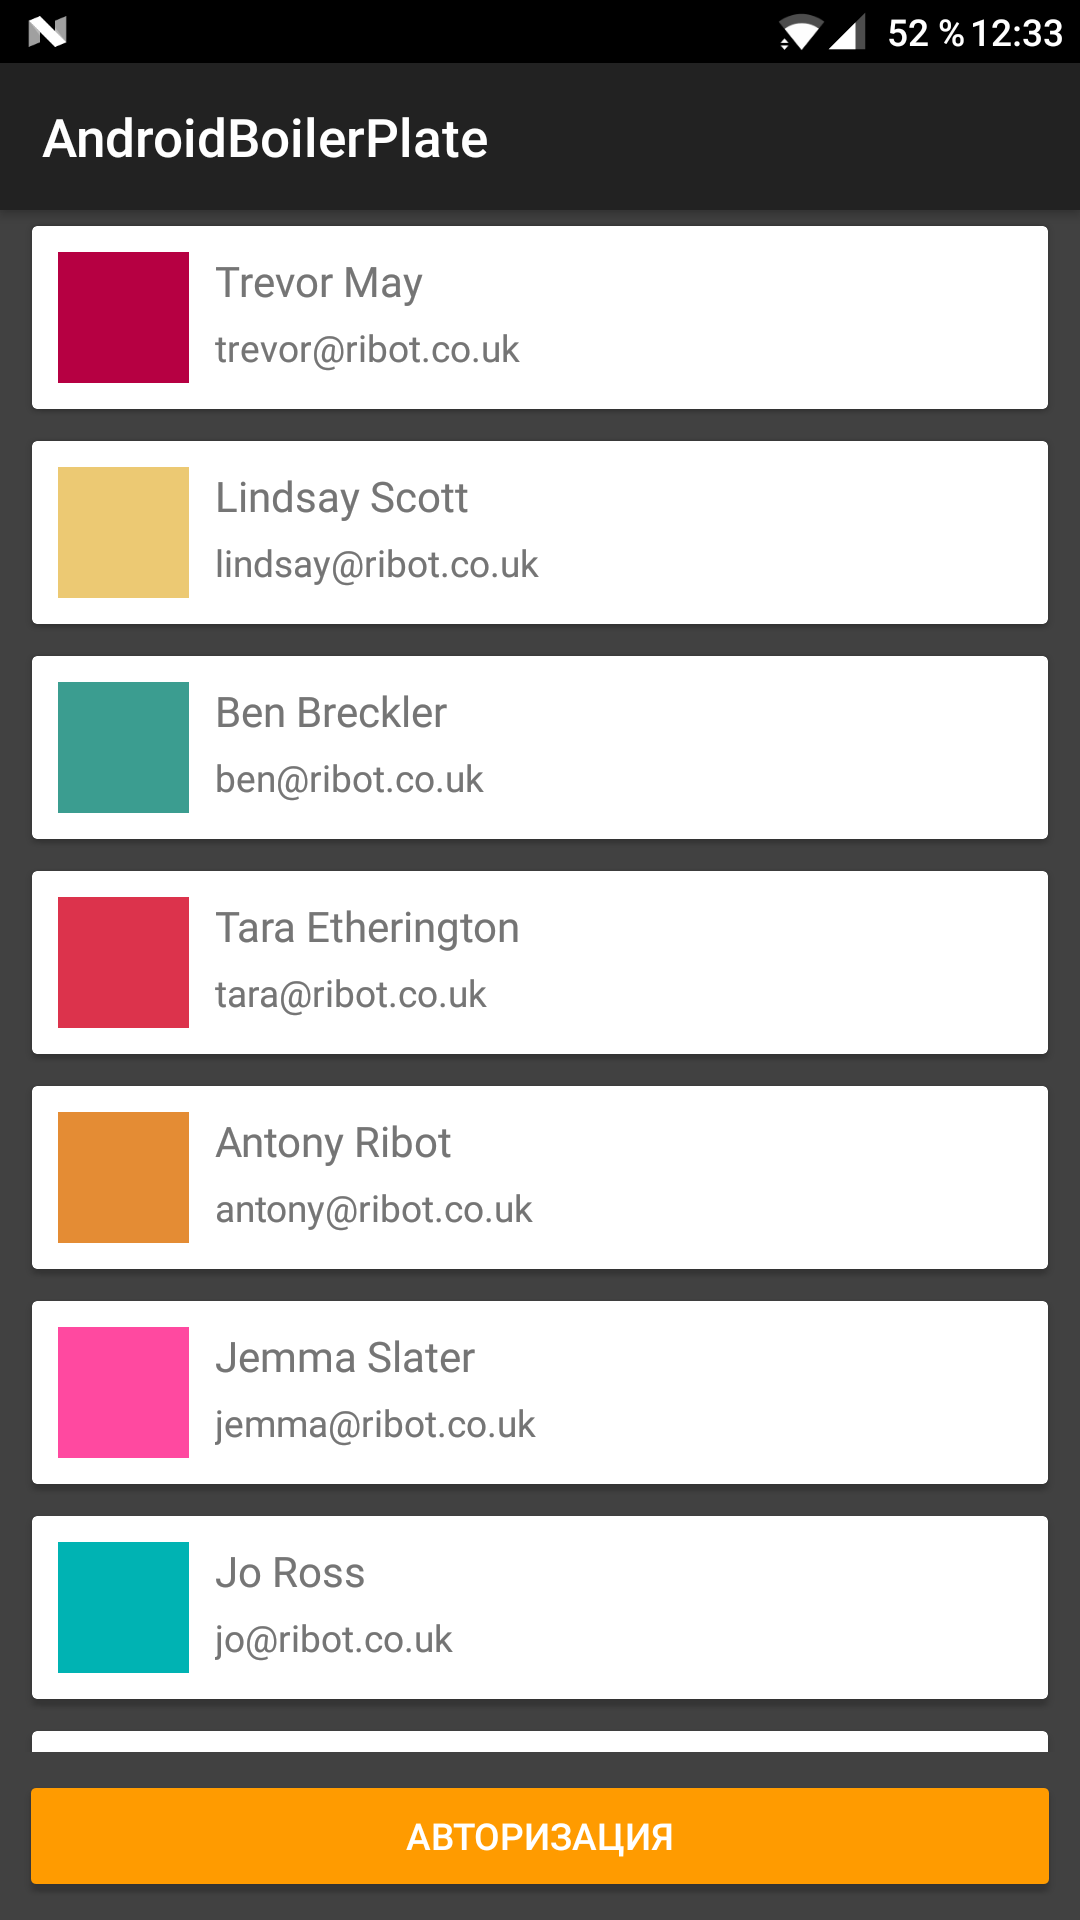 52 % 12:33
AndroidBoilerPlate
Trevor May
trevor@ribot.co.uk
Lindsay Scott
lindsay@ribot.co.uk
Ben Breckler
ben@ribot.co.uk
Tara Etherington
tara@ribot.co.uk
Antony Ribot
antony@ribot.co.uk
Jemma Slater
jemma@ribot.co.uk
Jo Ross
jo@ribot.co.uk
АВТОРИЗАЦИЯ